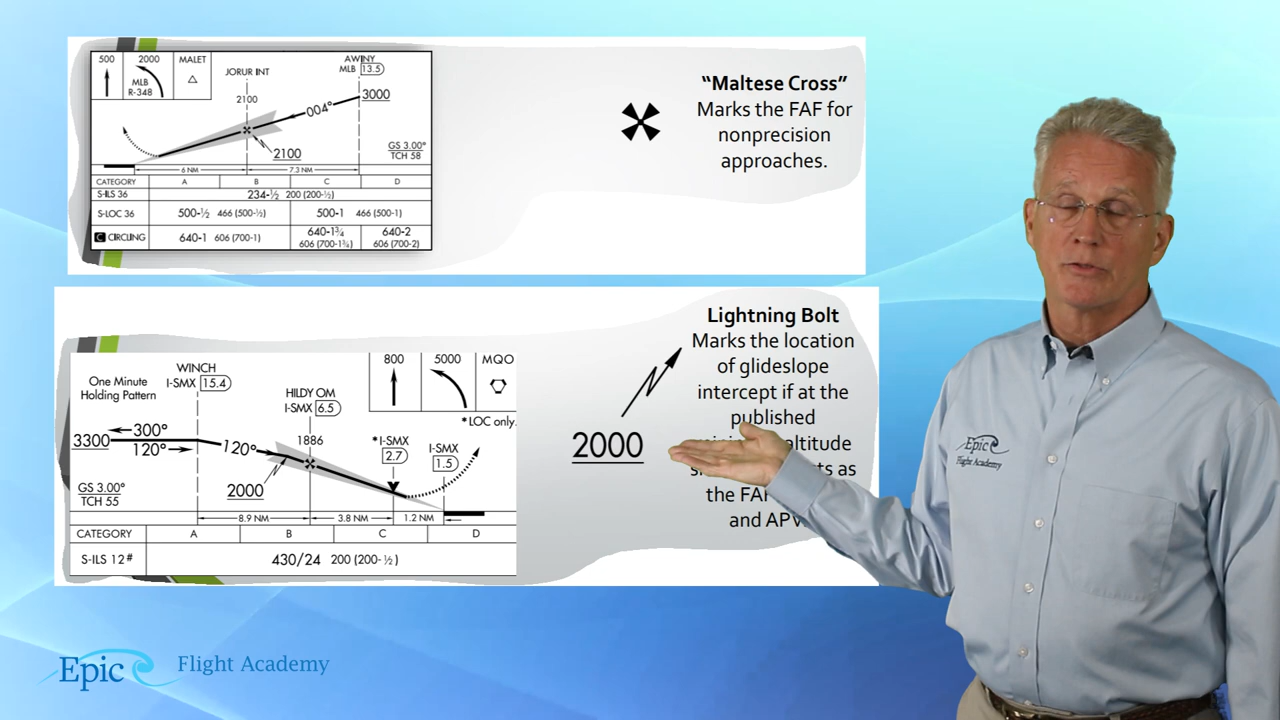 500
2000
MALET
MLB
R-348
JORUR INT
AWINY
MLB 13.5
2100
004°
3000
2100
GS 3.00°
TCH 58
6 NM
7.3 NM
CATEGORY A B C D
S-ILS 36 234-½ 200 (200-½)
S-LOC 36 500-½ 466 (500-½) 500-1 466 (500-1)
C CIRCLING 640-1 606 (700-1) 640-1¾ 606 (700-1¾) 640-2 606 (700-2)
“Maltese Cross”
Marks the FAF for
nonprecision
approaches.
One Minute
Holding Pattern
WINCH
I-SMX 15.4
HILDY OM
I-SMX 6.5
800
5000
MQO
*LOC only.
3300
300°
120°
120°
1886
*I-SMX
2.7
I-SMX
1.5
2000
GS 3.00°
TCH 55
8.9 NM
3.8 NM
1.2 NM
CATEGORY A B C D
S-ILS 12# 430/24 200 (200-½)
2000
Lightning Bolt
Marks the location
of glideslope
intercept if at the
published
altitude
as
the FAF
and APV
Epic
Flight Academy
Epic Flight Academy